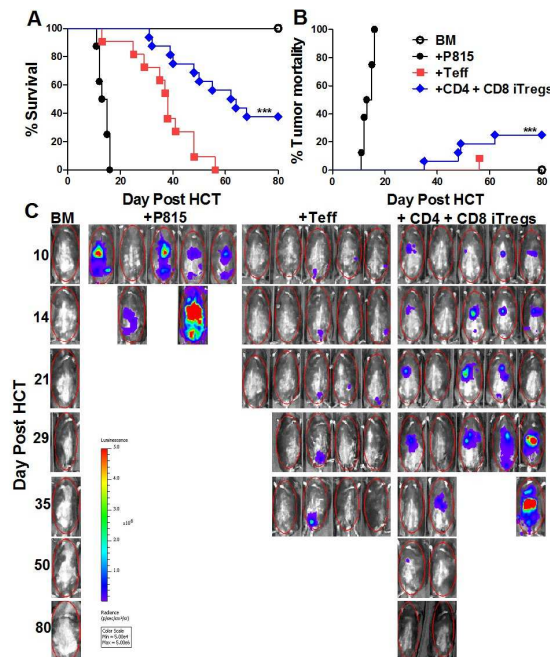 A
B
BM
+P815
+Teff
+CD4 + CD8 iTregs
% Survival
100
80
60
40
20
0
***
0 20 40 60 80
Day Post HCT
% Tumor mortality
100
80
60
40
20
0
***
0 20 40 60 80
Day Post HCT
C
BM
+P815
+Teff
+ CD4 + CD8 iTregs
Day Post HCT
10
14
21
29
35
50
80
Luminescence
5.0
4.0
3.0
2.0
1.0
Radiance
(p/sec/cm²/sr)
Color Scale
Min = 5.00e4
Max = 5.00e6